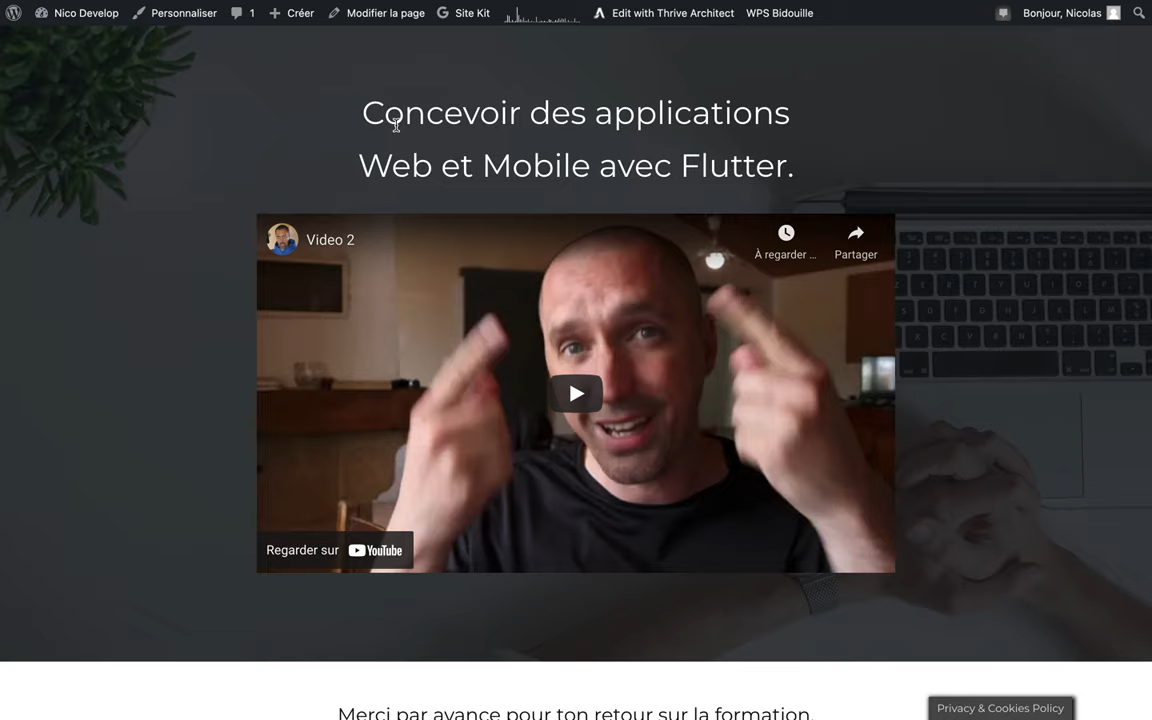 Nico Develop Personnaliser 1 Créer Modifier la page Site Kit Edit with Thrive Architect WPS Bidouille Bonjour, Nicolas
Concevoir des applications
Web et Mobile avec Flutter.
Video 2
À regarder ... Partager
Regarder sur YouTube
Merci par avance pour ton retour sur la formation.
Privacy & Cookies Policy